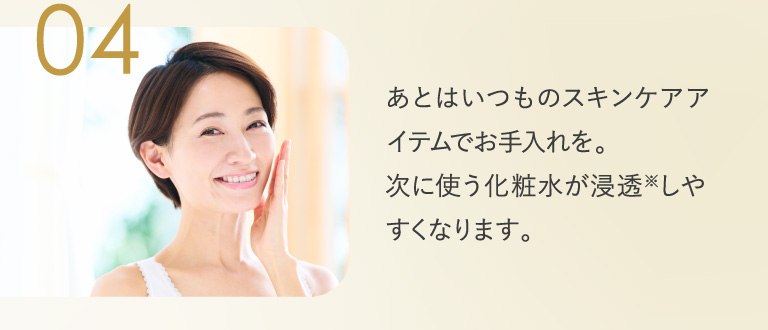 04
あとはいつものスキンケアア
イテムでお手入れを。
次に使う化粧水が浸透※しや
すくなります。